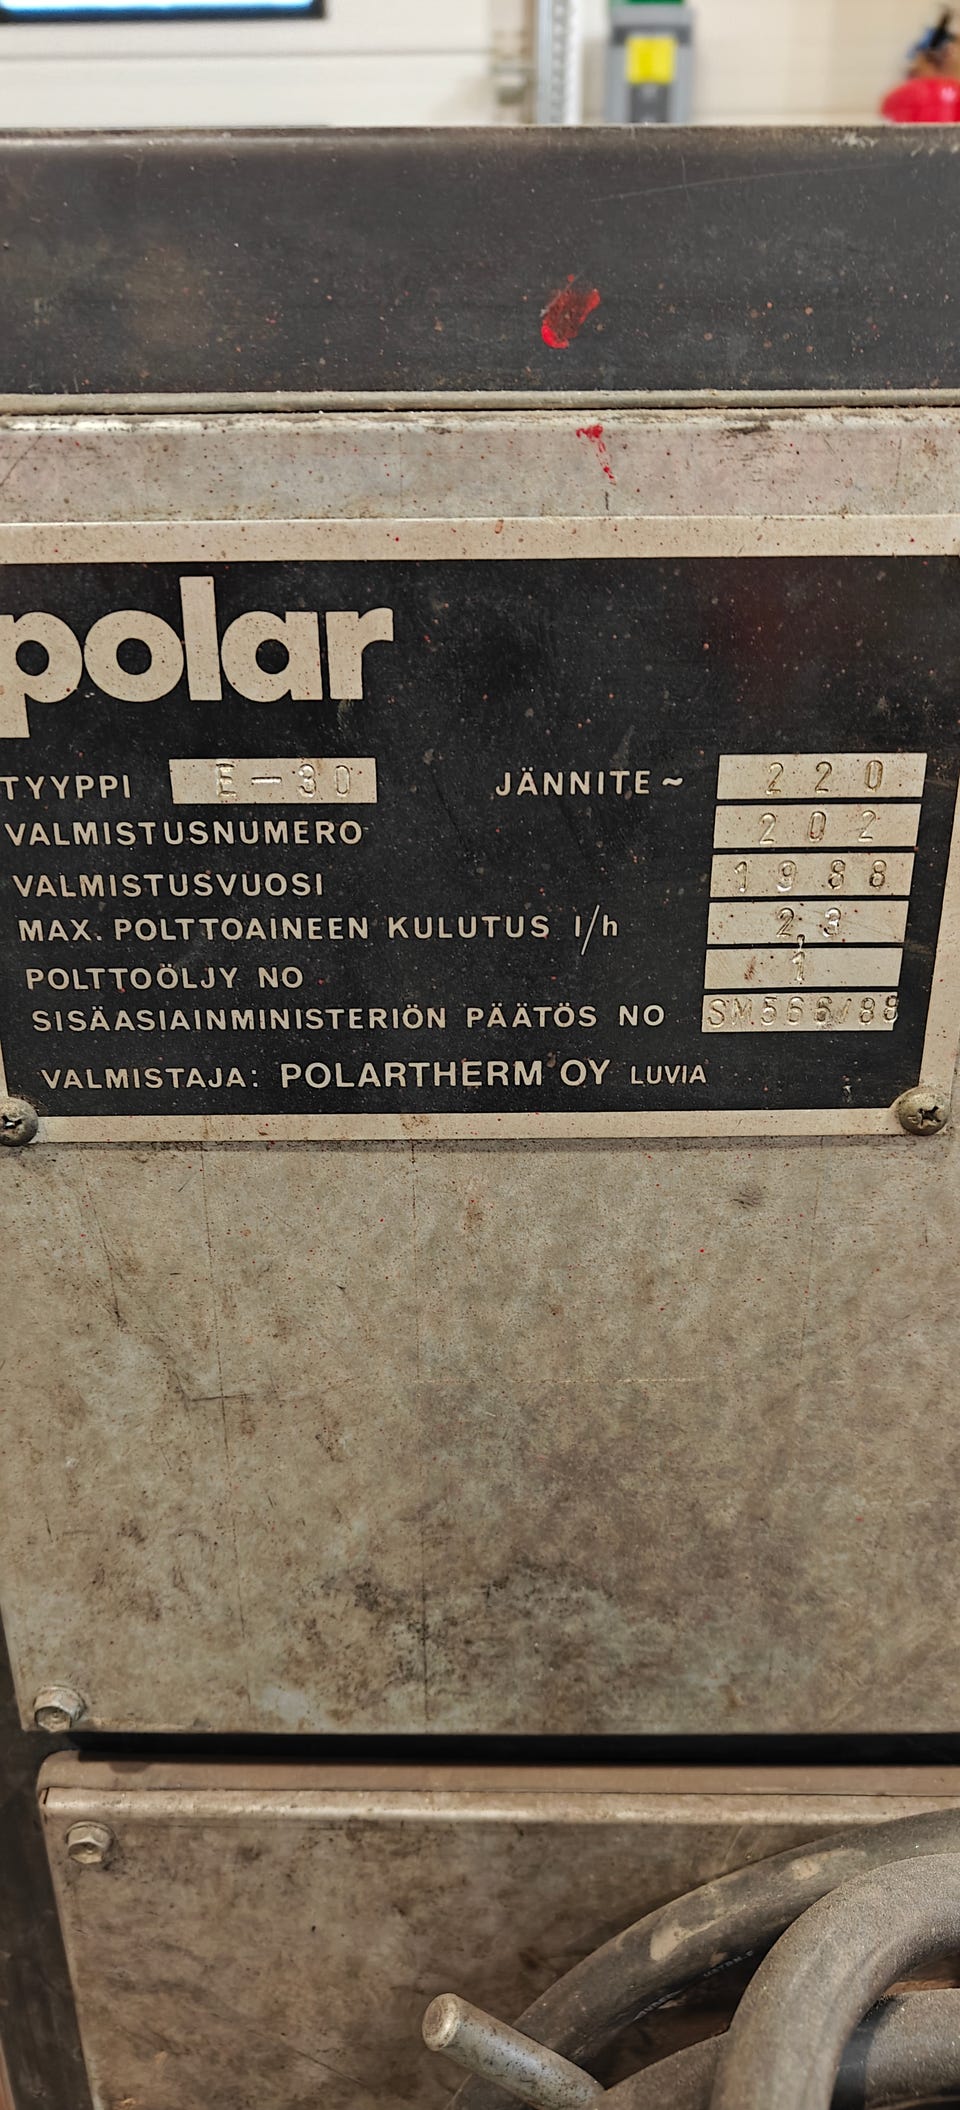 polar
TYYPPI E-30 JÄNNITE ~ 220
VALMISTUSNUMERO 202
VALMISTUSVUOSI 1988
MAX. POLTTOAINEEN KULUTUS l/h 2,3
POLTTOÖLJY NO 1
SISÄASIAINMINISTERIÖN PÄÄTÖS NO SM566/88
VALMISTAJA: POLARTHERM OY LUVIA